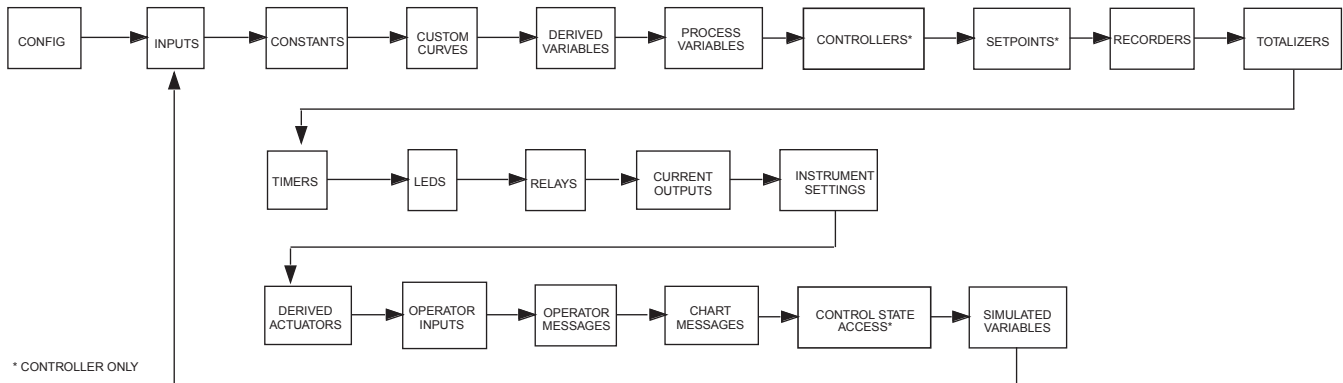 CONFIG
INPUTS
CONSTANTS
CUSTOM
CURVES
DERIVED
VARIABLES
PROCESS
VARIABLES
CONTROLLERS*
SETPOINTS*
RECORDERS
TOTALIZERS
TIMERS
LEDS
RELAYS
CURRENT
OUTPUTS
INSTRUMENT
SETTINGS
DERIVED
ACTUATORS
OPERATOR
INPUTS
OPERATOR
MESSAGES
CHART
MESSAGES
CONTROL STATE
ACCESS*
SIMULATED
VARIABLES
* CONTROLLER ONLY